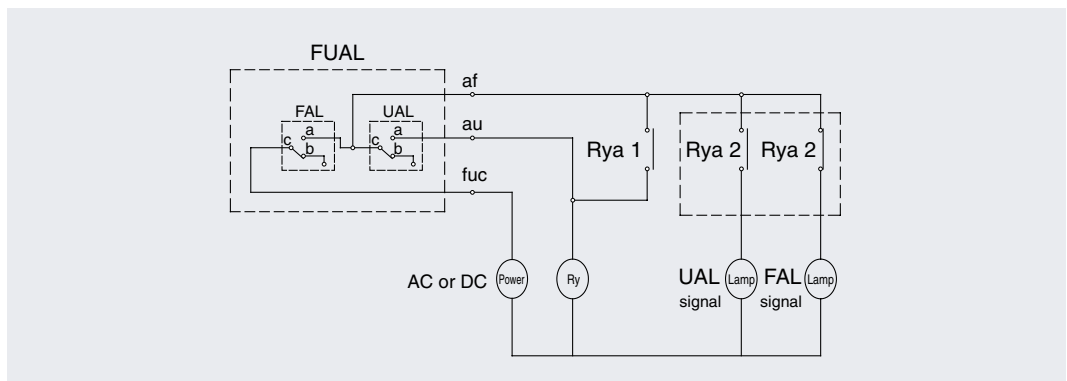 FUAL
af
FAL
UAL
a
a
au
c
b
c
b
Rya 1
Rya 2
Rya 2
fuc
AC or DC
Power
Ry
UAL
signal
Lamp
FAL
signal
Lamp